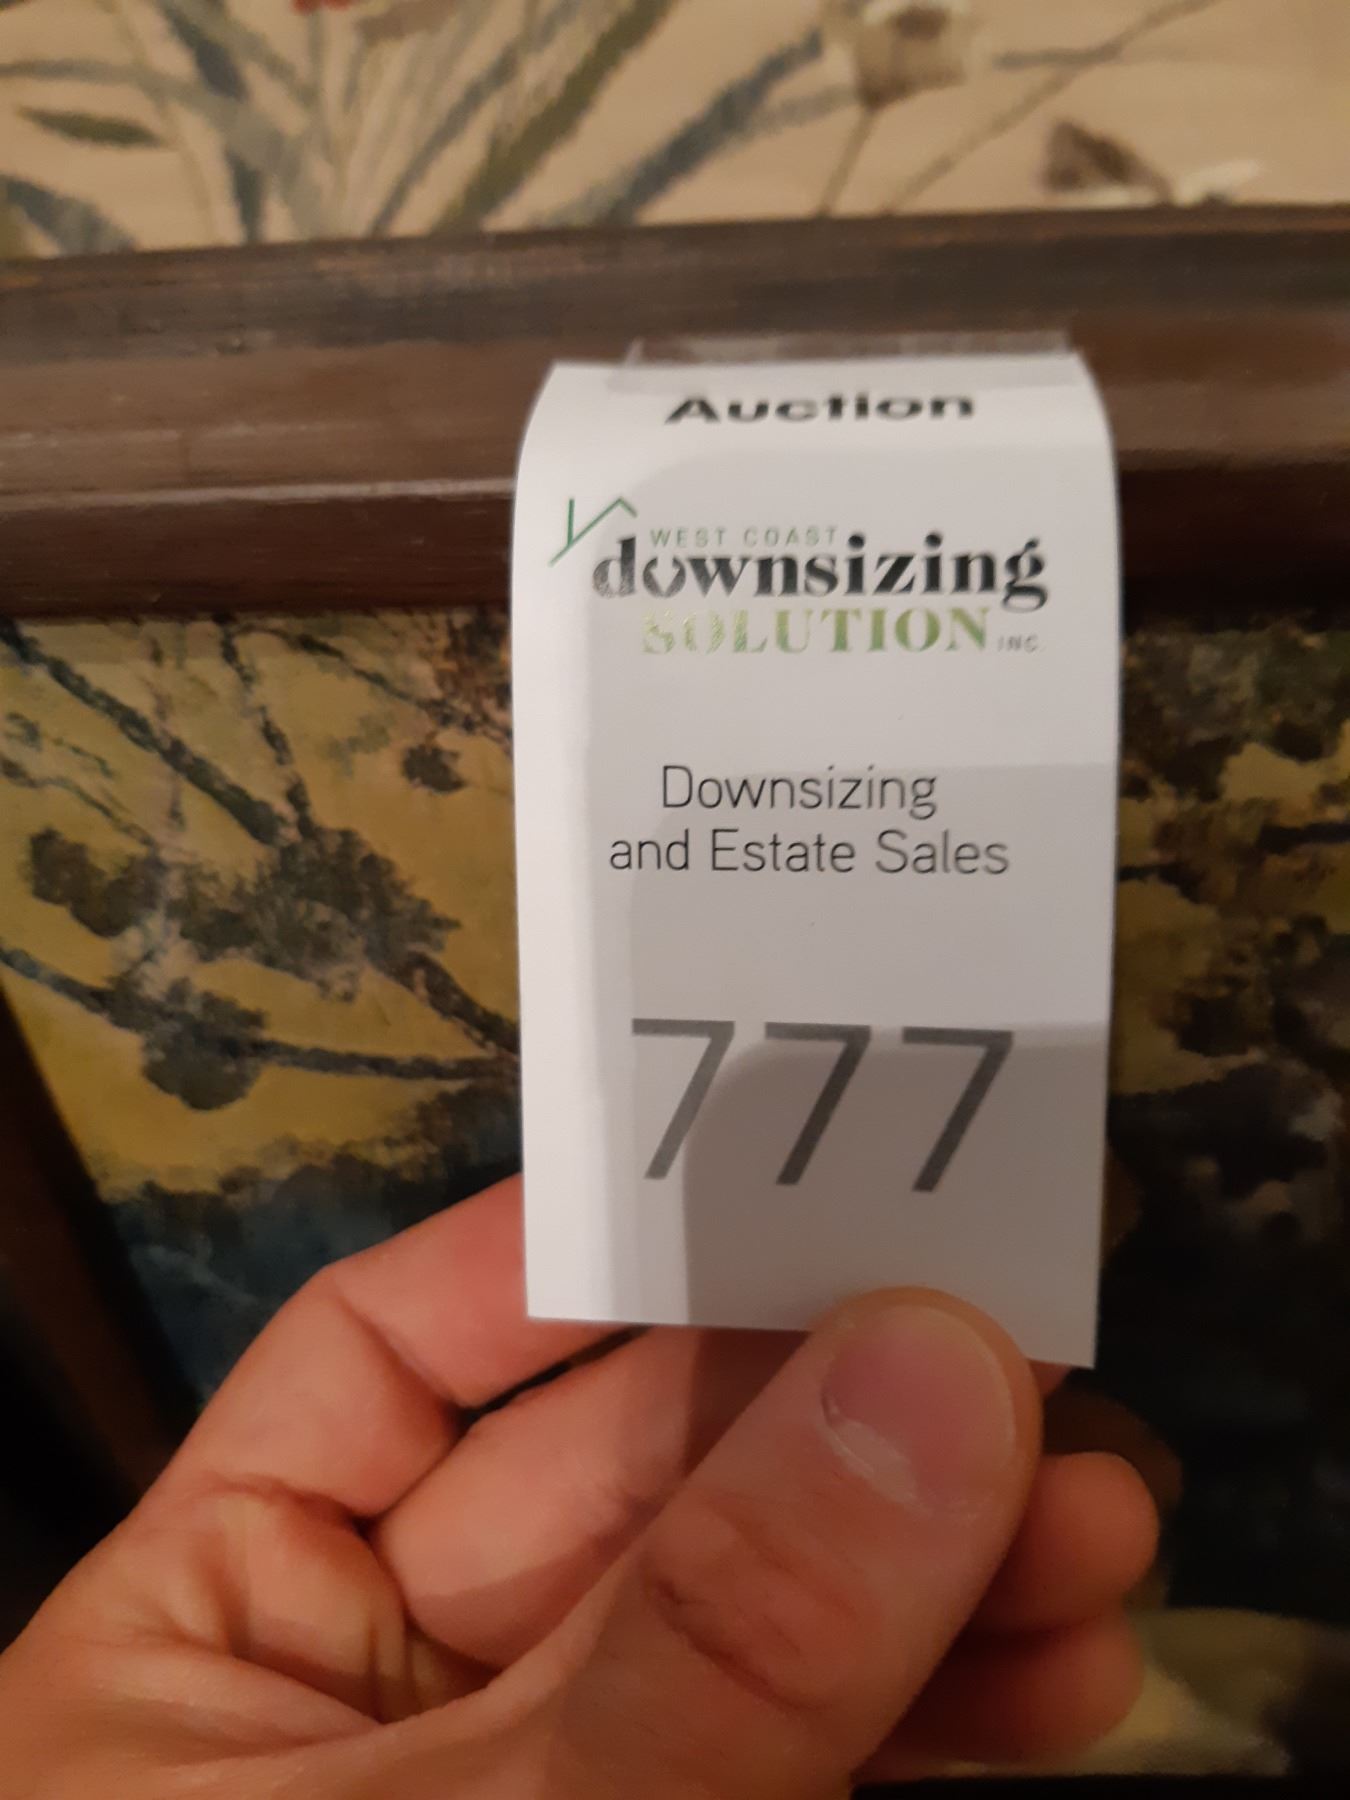 Auction
WEST COAST
downsizing
SOLUTION INC.
Downsizing
and Estate Sales
777